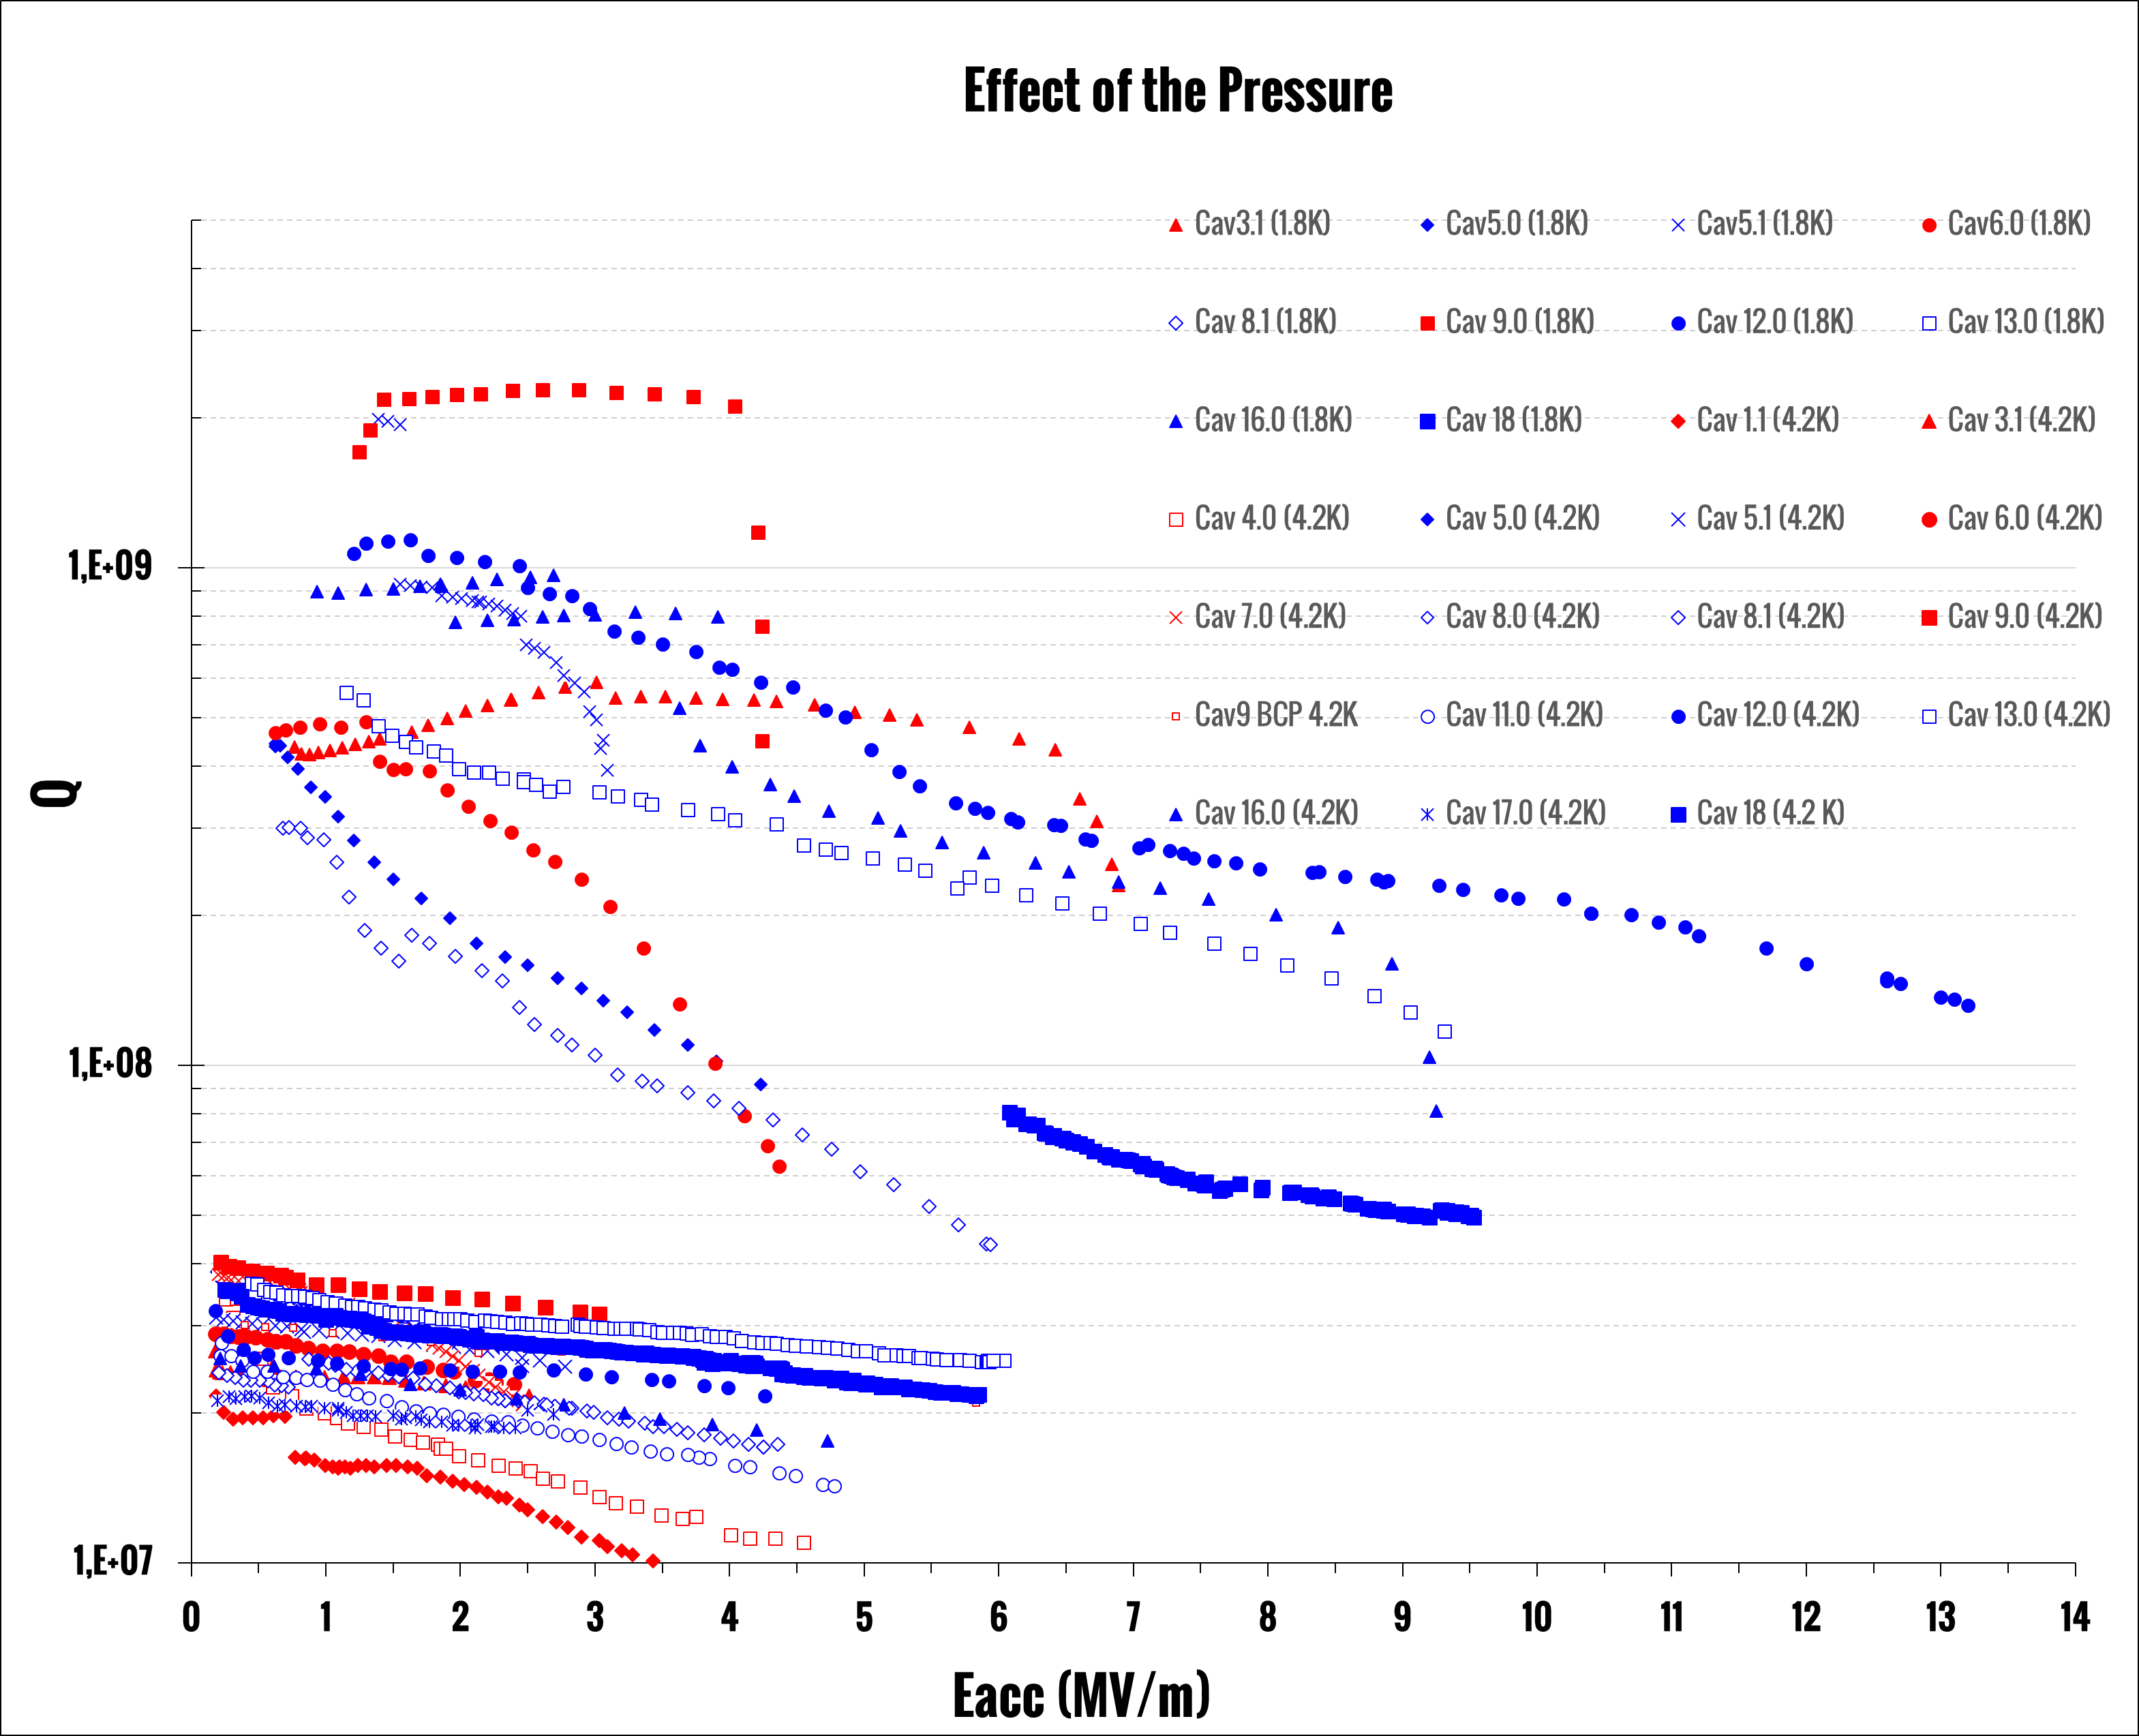 Effect of the Pressure
Cav3.1 (1.8K) Cav5.0 (1.8K) Cav5.1 (1.8K) Cav6.0 (1.8K)
Cav 8.1 (1.8K) Cav 9.0 (1.8K) Cav 12.0 (1.8K) Cav 13.0 (1.8K)
Cav 16.0 (1.8K) Cav 18 (1.8K) Cav 1.1 (4.2K) Cav 3.1 (4.2K)
Cav 4.0 (4.2K) Cav 5.0 (4.2K) Cav 5.1 (4.2K) Cav 6.0 (4.2K)
1,E+09
Cav 7.0 (4.2K) Cav 8.0 (4.2K) Cav 8.1 (4.2K) Cav 9.0 (4.2K)
Cav9 BCP 4.2K Cav 11.0 (4.2K) Cav 12.0 (4.2K) Cav 13.0 (4.2K)
Q
Cav 16.0 (4.2K) Cav 17.0 (4.2K) Cav 18 (4.2 K)
1,E+08
1,E+07
0 1 2 3 4 5 6 7 8 9 10 11 12 13 14
Eacc (MV/m)